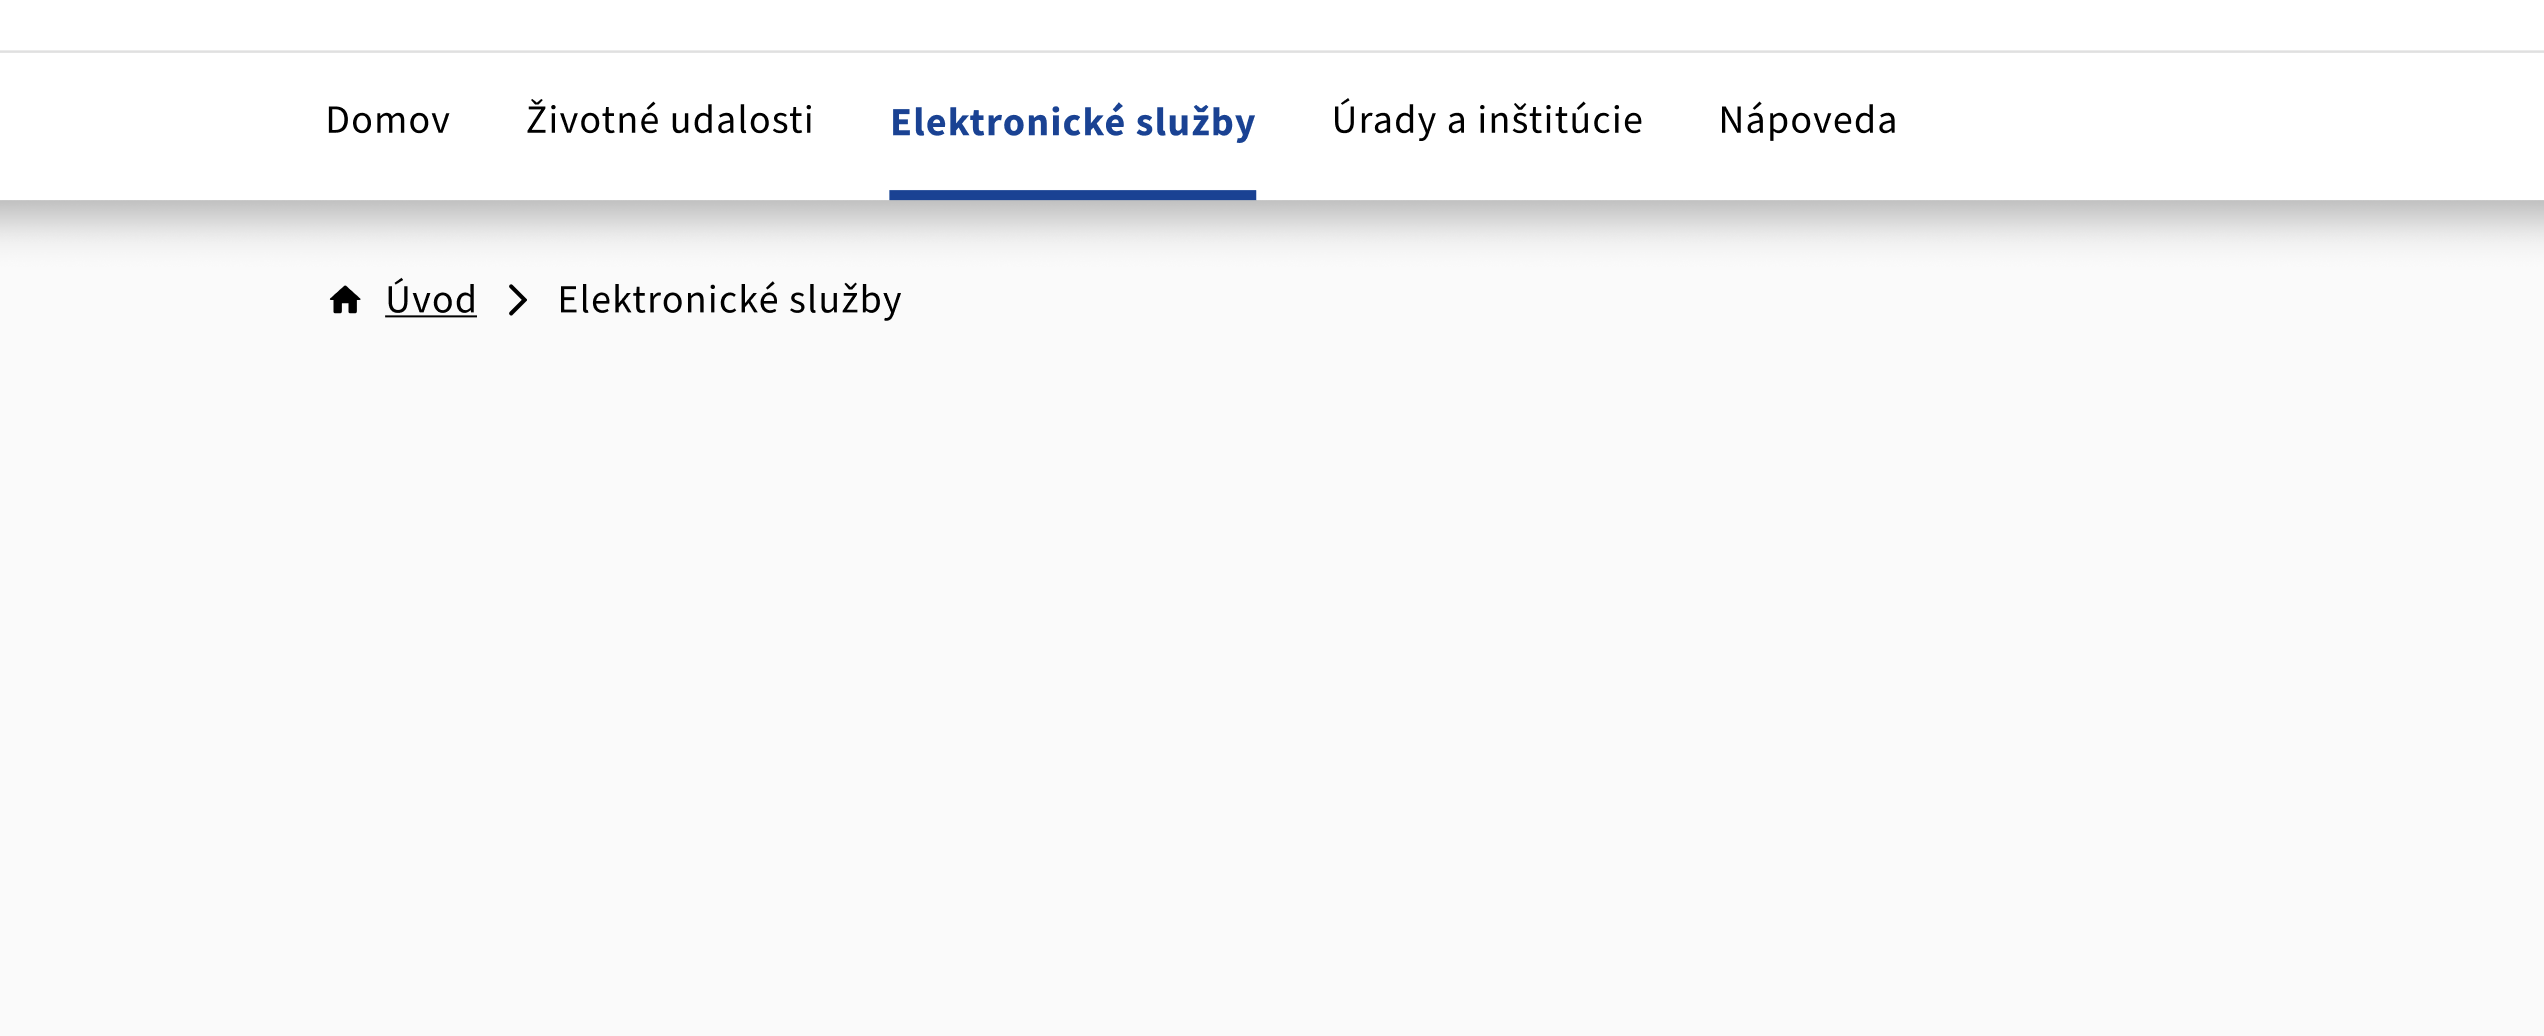 Domov Životné udalosti Elektronické služby Úrady a inštitúcie Nápoveda
Úvod Elektronické služby